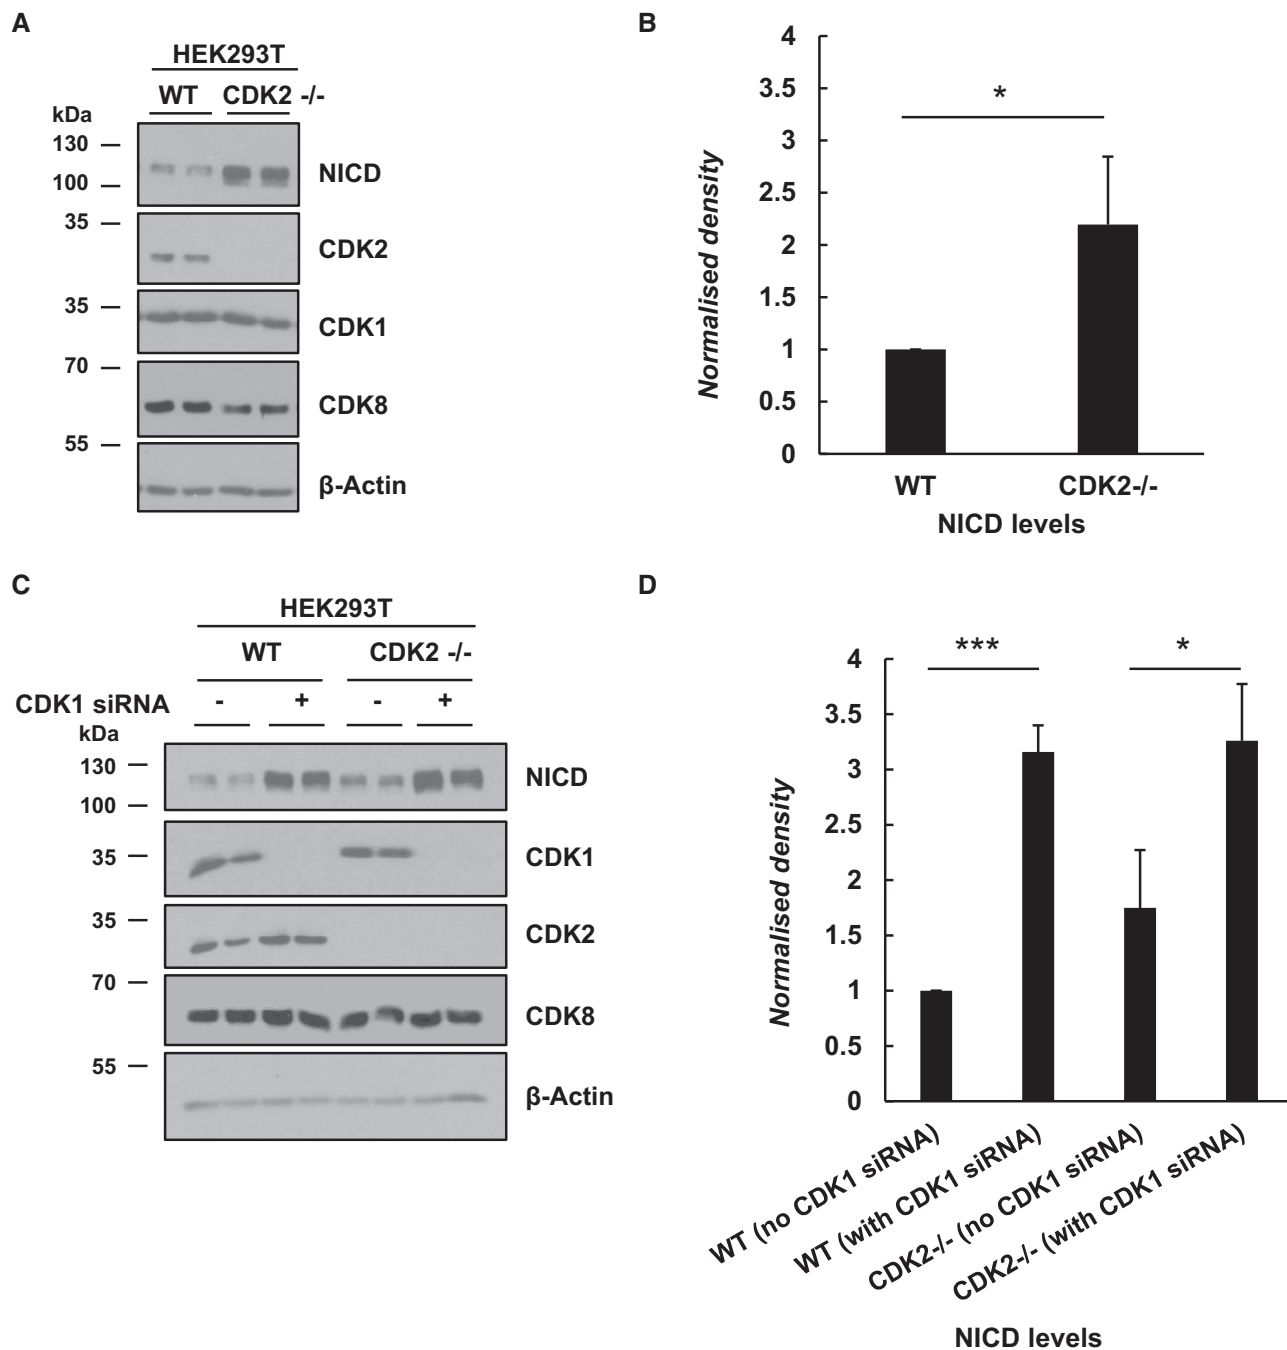 A
HEK293T
WT CDK2 -/-
kDa
130
100
NICD
35
CDK2
35
CDK1
70
CDK8
55
β-Actin
B
4
3.5
3
2.5
2
1.5
1
0.5
0
Normalised density
*
WT CDK2-/-
NICD levels
C
HEK293T
WT CDK2 -/-
CDK1 siRNA - + - +
kDa
130
100
NICD
35
CDK1
35
CDK2
70
CDK8
55
β-Actin
D
4
3.5
3
2.5
2
1.5
1
0.5
0
Normalised density
*** *
WT (no CDK1 siRNA)
WT (with CDK1 siRNA)
CDK2-/- (no CDK1 siRNA)
CDK2-/- (with CDK1 siRNA)
NICD levels